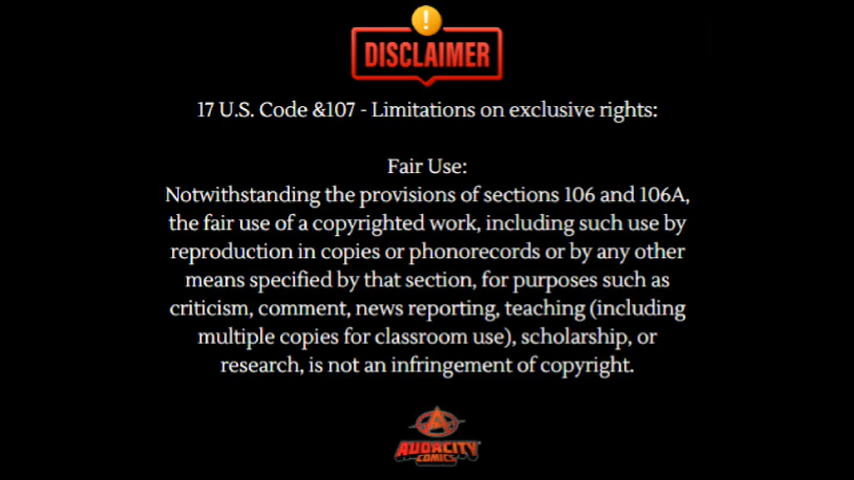 !
DISCLAIMER
17 U.S. Code &107 - Limitations on exclusive rights:
Fair Use:
Notwithstanding the provisions of sections 106 and 106A,
the fair use of a copyrighted work, including such use by
reproduction in copies or phonorecords or by any other
means specified by that section, for purposes such as
criticism, comment, news reporting, teaching (including
multiple copies for classroom use), scholarship, or
research, is not an infringement of copyright.
AUDACITY
COMICS